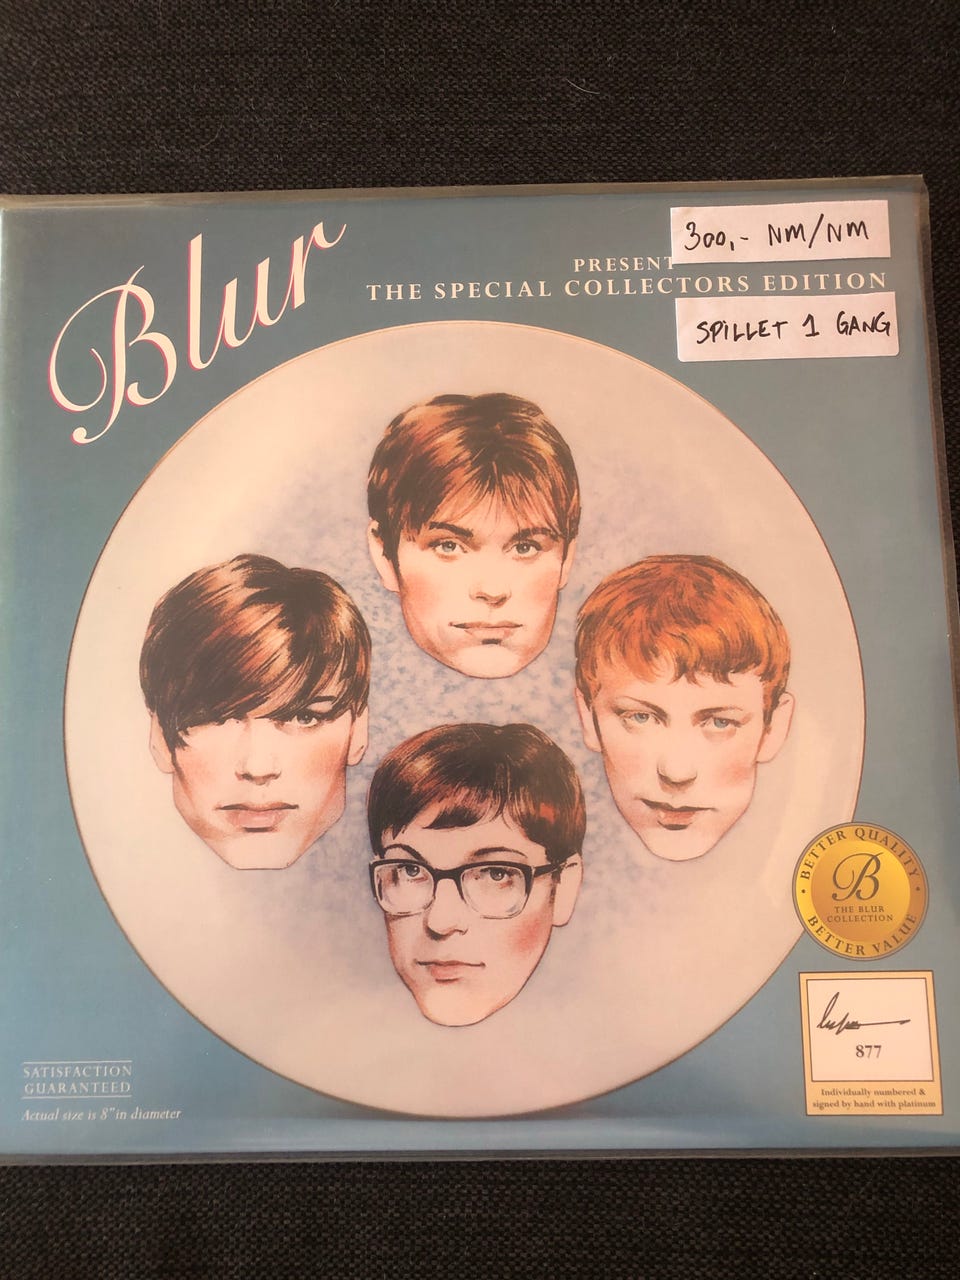 Blur
PRESENT
THE SPECIAL COLLECTORS EDITION
300,- NM/NM
SPILLET 1 GANG
BETTER QUALITY
B
THE BLUR
COLLECTION
BETTER VALUE
877
Individually numbered &
signed by hand with platinum
SATISFACTION
GUARANTEED
Actual size is 8" in diameter